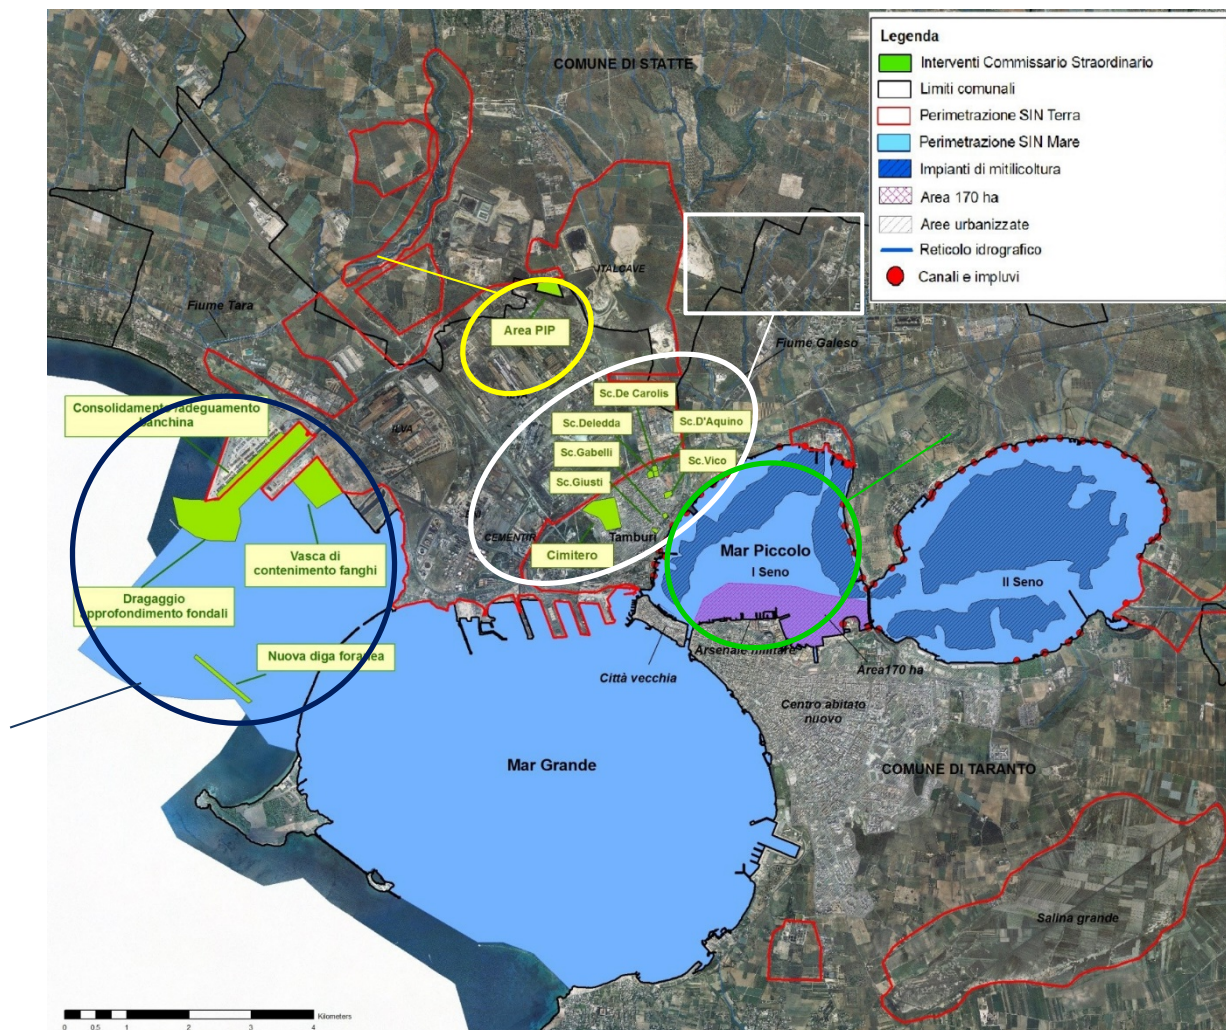 COMUNE DI STATTE
Legenda
Interventi Commissario Straordinario
Limiti comunali
Perimetrazione SIN Terra
Perimetrazione SIN Mare
Impianti di mitilicoltura
Area 170 ha
Aree urbanizzate
Reticolo idrografico
Canali e impluvi
ITALCAVE
Fiume Tara
Area PIP
Fiume Galeso
Sc.De Carolis
Consolidamento /adeguamento
banchina
Sc.Deledda
Sc.D'Aquino
ILVA
Sc.Gabelli
Sc.Vico
Sc.Giusti
CEMENTIR
Tamburi
Cimitero
Mar Piccolo
I Seno
II Seno
Vasca di
contenimento fanghi
Dragaggio
approfondimento fondali
Nuova diga foranea
Arsenale militare
Area170 ha
Città vecchia
Centro abitato
nuovo
Mar Grande
COMUNE DI TARANTO
Salina grande
Kilometers
0 0.5 1 2 3 4